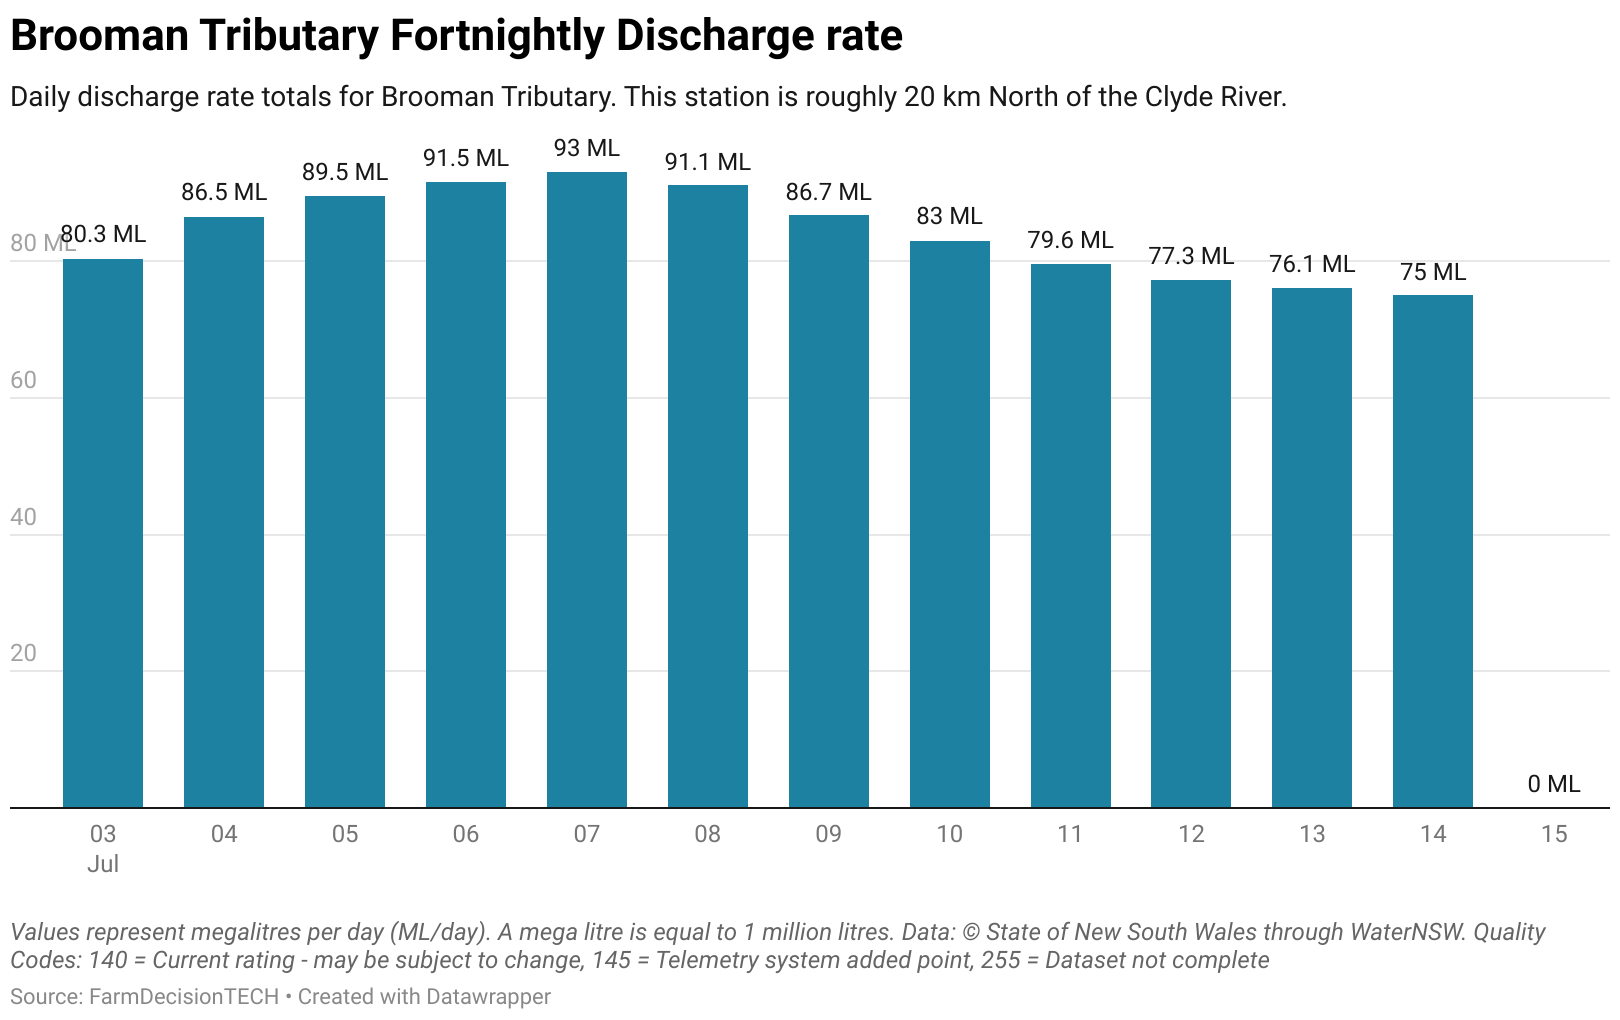 Brooman Tributary Fortnightly Discharge rate
Daily discharge rate totals for Brooman Tributary. This station is roughly 20 km North of the Clyde River.
80.3 ML
86.5 ML
89.5 ML
91.5 ML
93 ML
91.1 ML
86.7 ML
83 ML
79.6 ML
77.3 ML
76.1 ML
75 ML
0 ML
80 ML
60
40
20
03 04 05 06 07 08 09 10 11 12 13 14 15
Jul
Values represent megalitres per day (ML/day). A mega litre is equal to 1 million litres. Data: © State of New South Wales through WaterNSW. Quality
Codes: 140 = Current rating - may be subject to change, 145 = Telemetry system added point, 255 = Dataset not complete
Source: FarmDecisionTECH • Created with Datawrapper